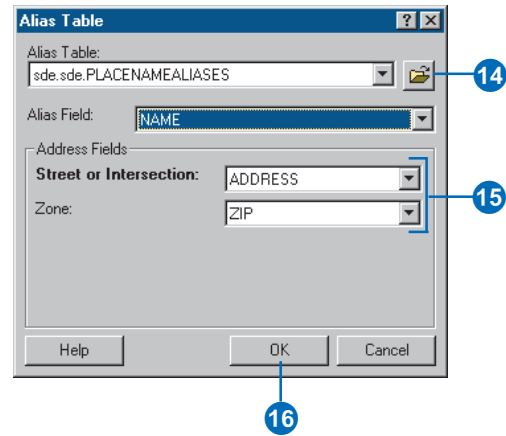 Alias Table
Alias Table:
sde.sde.PLACENAMEALIASES
14
Alias Field: NAME
Address Fields
Street or Intersection: ADDRESS
15
Zone: ZIP
Help OK Cancel
16